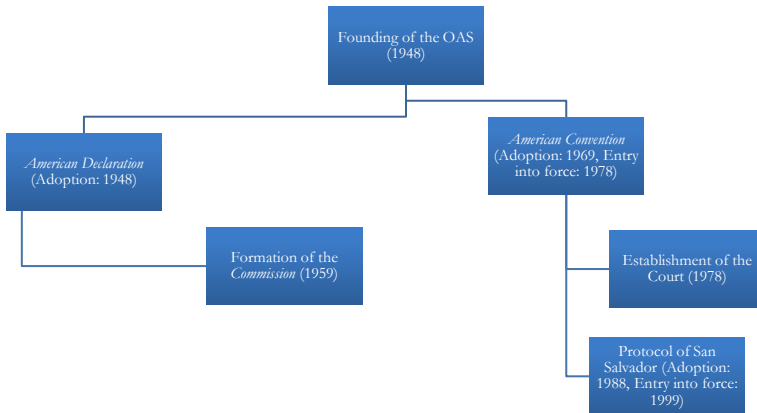 Founding of the OAS
(1948)
American Declaration
(Adoption: 1948)
American Convention
(Adoption: 1969, Entry
into force: 1978)
Formation of the
Commission (1959)
Establishment of the
Court (1978)
Protocol of San
Salvador (Adoption:
1988, Entry into force:
1999)